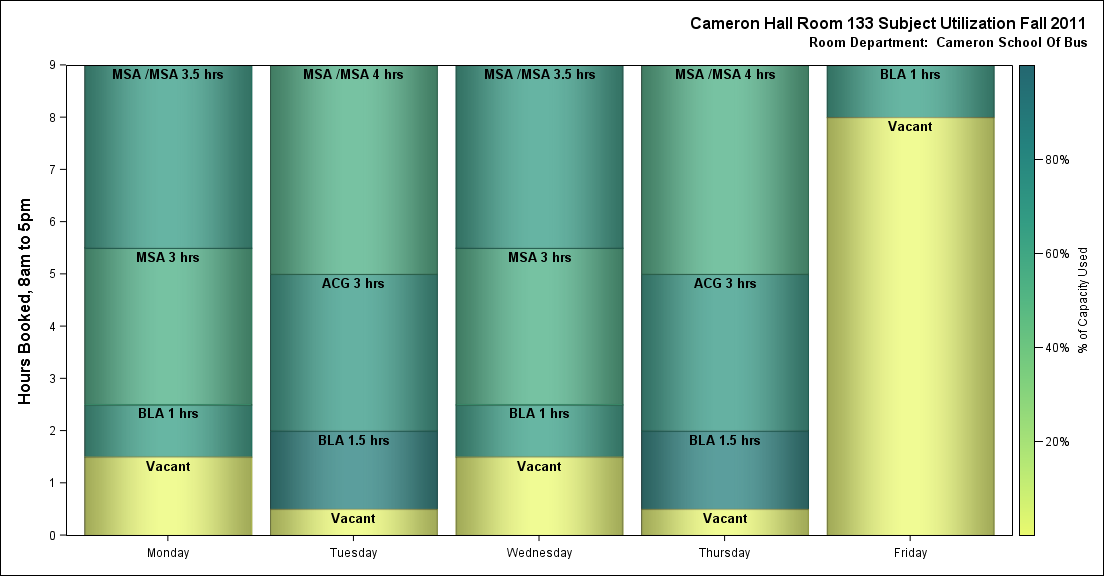 Cameron Hall Room 133 Subject Utilization Fall 2011
Room Department:  Cameron School Of Bus
Hours Booked, 8am to 5pm
9
8
7
6
5
4
3
2
1
0
MSA /MSA 3.5 hrs
MSA 3 hrs
BLA 1 hrs
Vacant
Monday
MSA /MSA 4 hrs
ACG 3 hrs
BLA 1.5 hrs
Vacant
Tuesday
MSA /MSA 3.5 hrs
MSA 3 hrs
BLA 1 hrs
Vacant
Wednesday
MSA /MSA 4 hrs
ACG 3 hrs
BLA 1.5 hrs
Vacant
Thursday
BLA 1 hrs
Vacant
Friday
80%
60%
40%
20%
% of Capacity Used